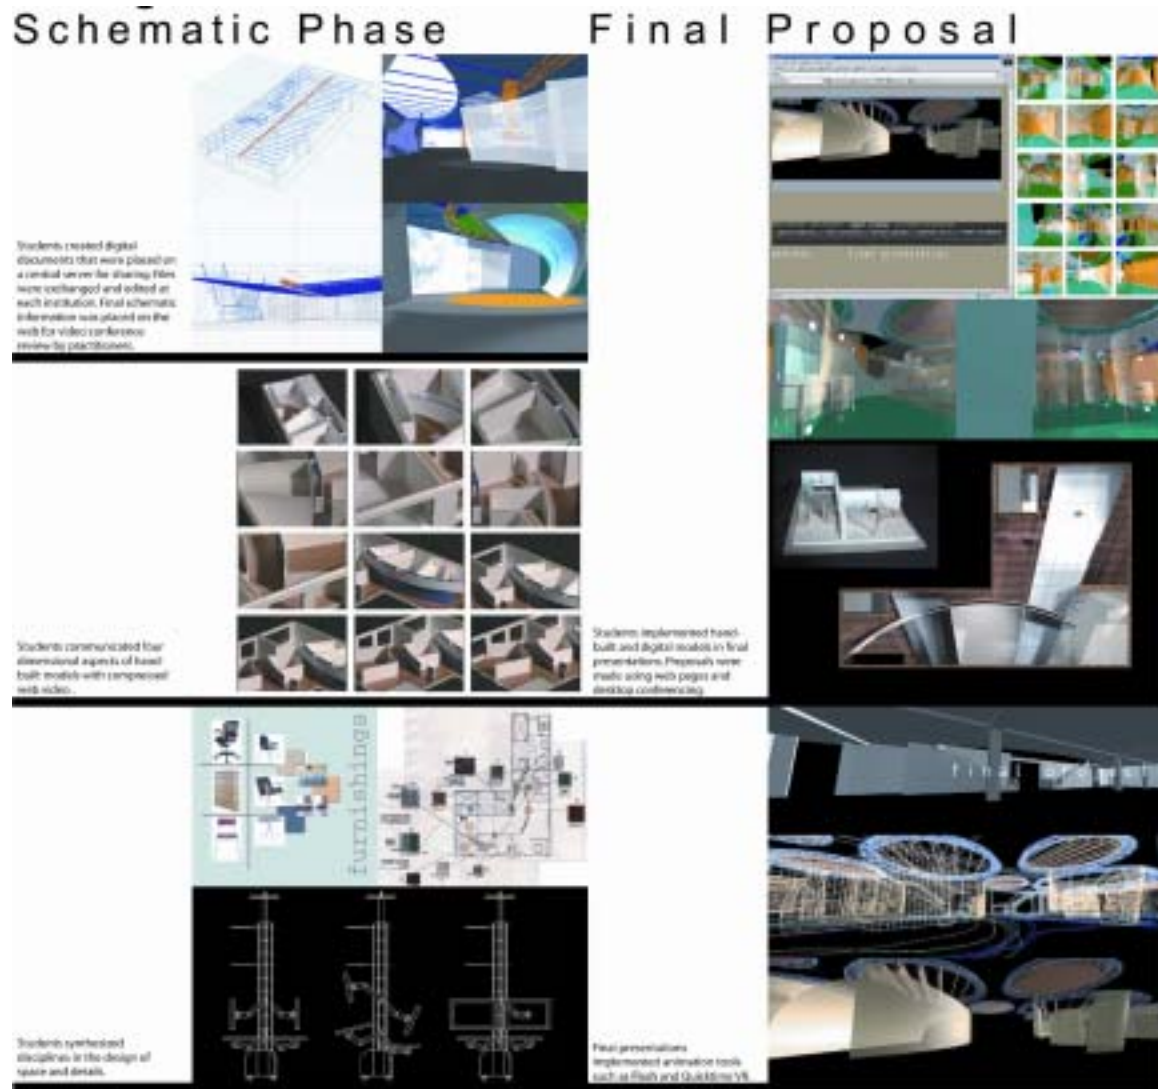 Schematic Phase
Final Proposal
Students created digital
documents that were placed on
a central server for sharing. Files
were exchanged and edited at
each institution. Final schematic
information was placed on the
web for video conference
review by practitioners.
Students communicated four
dimensional aspects of hand
built models with compressed
web video.
Students implemented hand-
built and digital models in final
presentations. Proposals were
made using web pages and
desktop conferencing.
furnishings
final
Students synthesized
disciplines in the design of
space and details.
Final presentations
implemented animation tools
such as Flash and Quicktime VR.